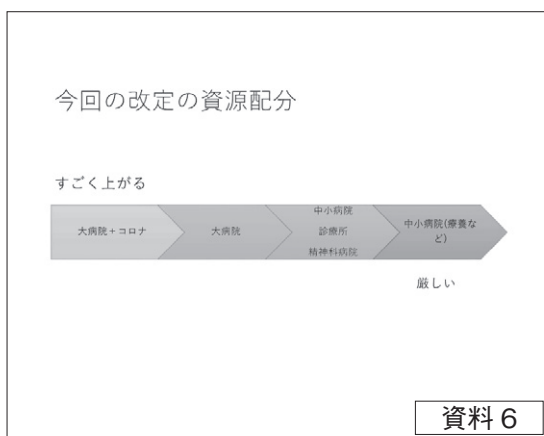 今回の改定の資源配分
すごく上がる
大病院+コロナ
大病院
中小病院
診療所
精神科病院
中小病院(療養な
ど)
厳しい
資料6